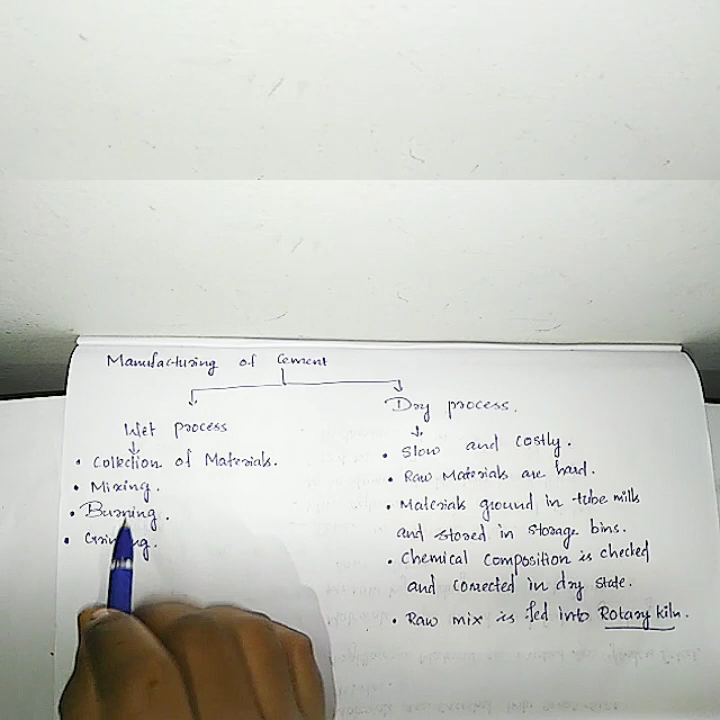 Manufacturing of Cement
Wet process
• Collection of Materials.
• Mixing.
• Burning.
Dry process.
• Slow and costly.
• Raw Materials are hard.
• Materials ground in tube mills
and stored in storage bins.
• Chemical composition is checked
and corrected in dry state.
• Raw mix is fed into Rotary kiln.